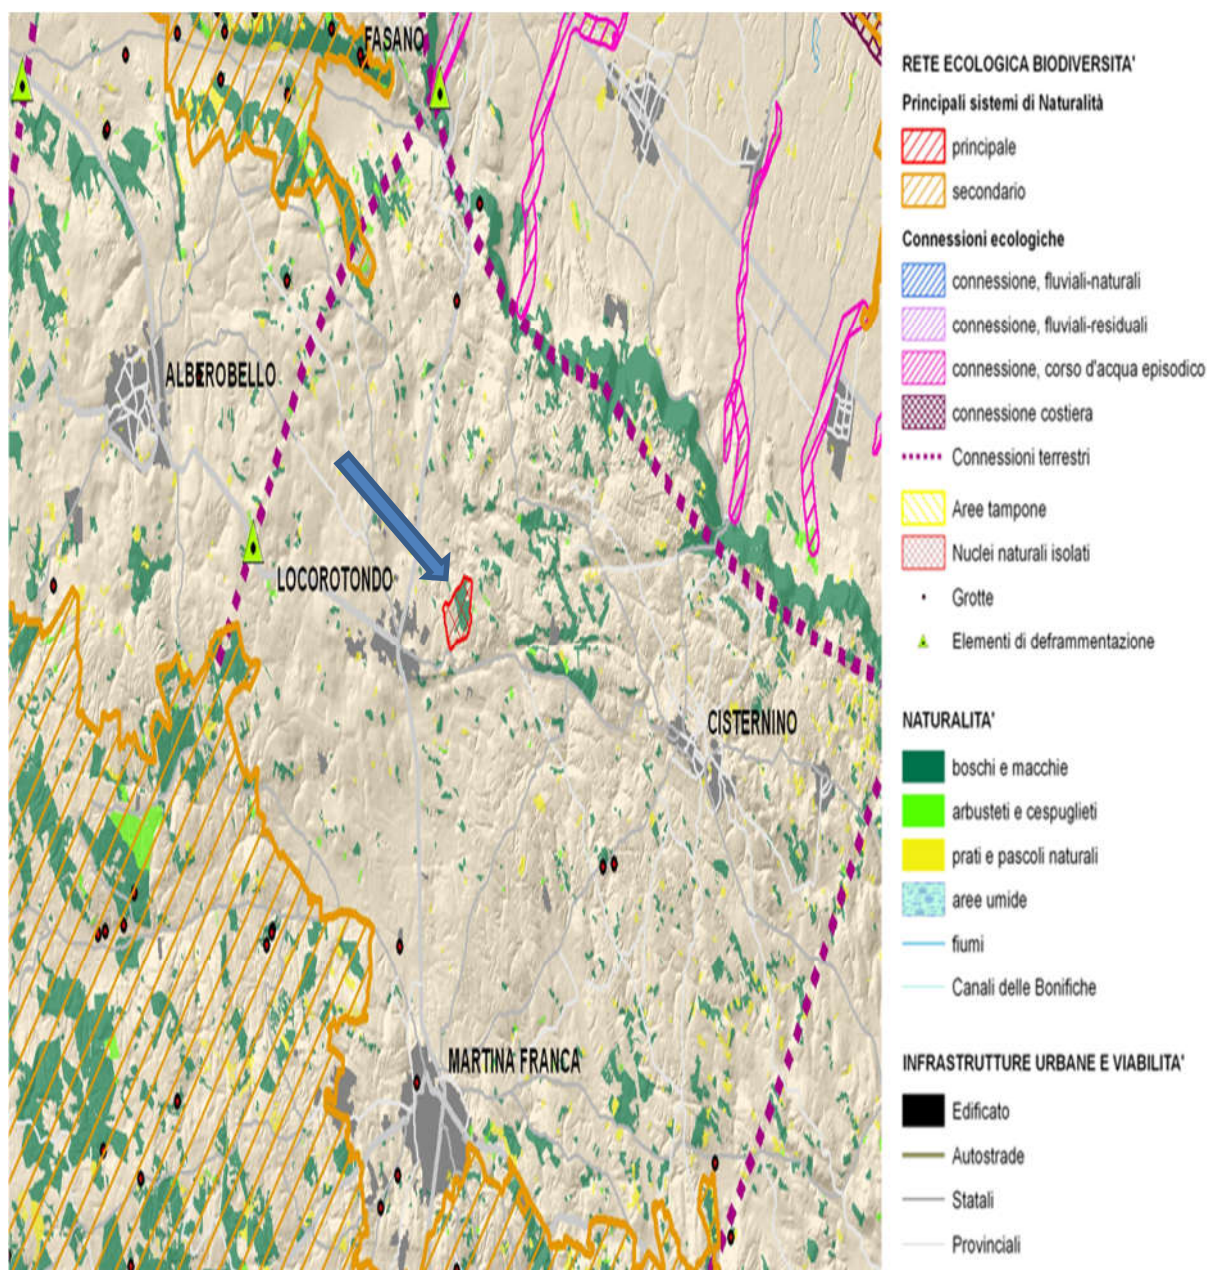 FASANO
ALBEROBELLO
LOCOROTONDO
CISTERNINO
MARTINA FRANCA
RETE ECOLOGICA BIODIVERSITA'
Principali sistemi di Naturalità
principale
secondario
Connessioni ecologiche
connessione, fluviali-naturali
connessione, fluviali-residuali
connessione, corso d'acqua episodico
connessione costiera
Connessioni terrestri
Aree tampone
Nuclei naturali isolati
Grotte
Elementi di deframmentazione
NATURALITA'
boschi e macchie
arbusteti e cespuglieti
prati e pascoli naturali
aree umide
fiumi
Canali delle Bonifiche
INFRASTRUTTURE URBANE E VIABILITA'
Edificato
Autostrade
Statali
Provinciali